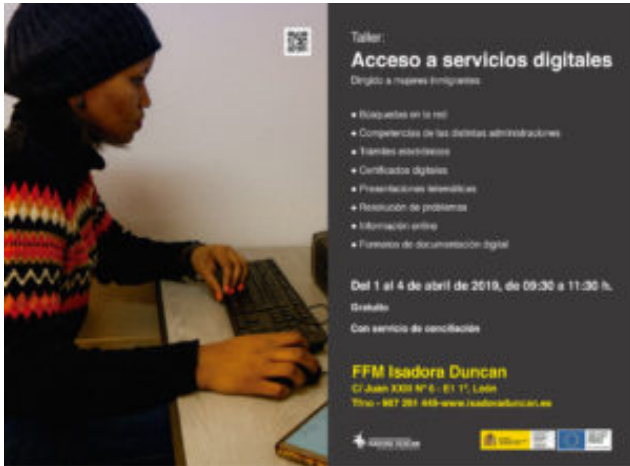 Taller:
Acceso a servicios digitales
Dirigido a mujeres inmigrantes
• Búsquedas en la red
• Competencias de las distintas administraciones
• Trámites electrónicos
• Certificados digitales
• Presentaciones telemáticas
• Resolución de problemas
• Información online
• Formatos de documentación digital
Del 1 al 4 de abril de 2019, de 09:30 a 11:30 h.
Gratuito
Con servicio de conciliación
FFM Isadora Duncan
C/ Juan XXIII Nº 6 - E1 1º, León
Tfno - 987 261 449-www.isadoraduncan.es